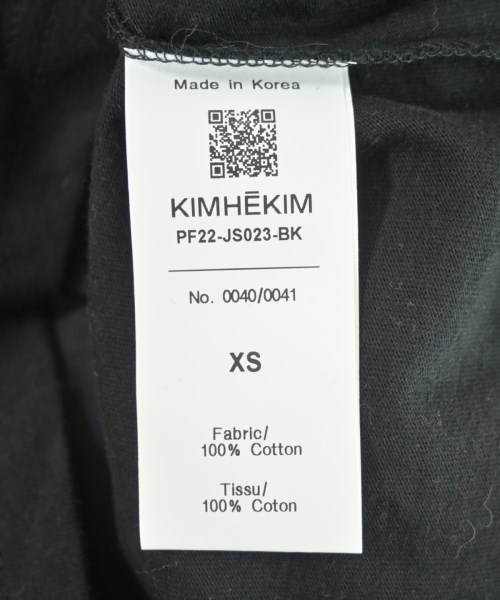 Made in Korea
KIMHĒKIM
PF22-JS023-BK
No. 0040/0041
XS
Fabric/
100% Cotton
Tissu/
100% Coton